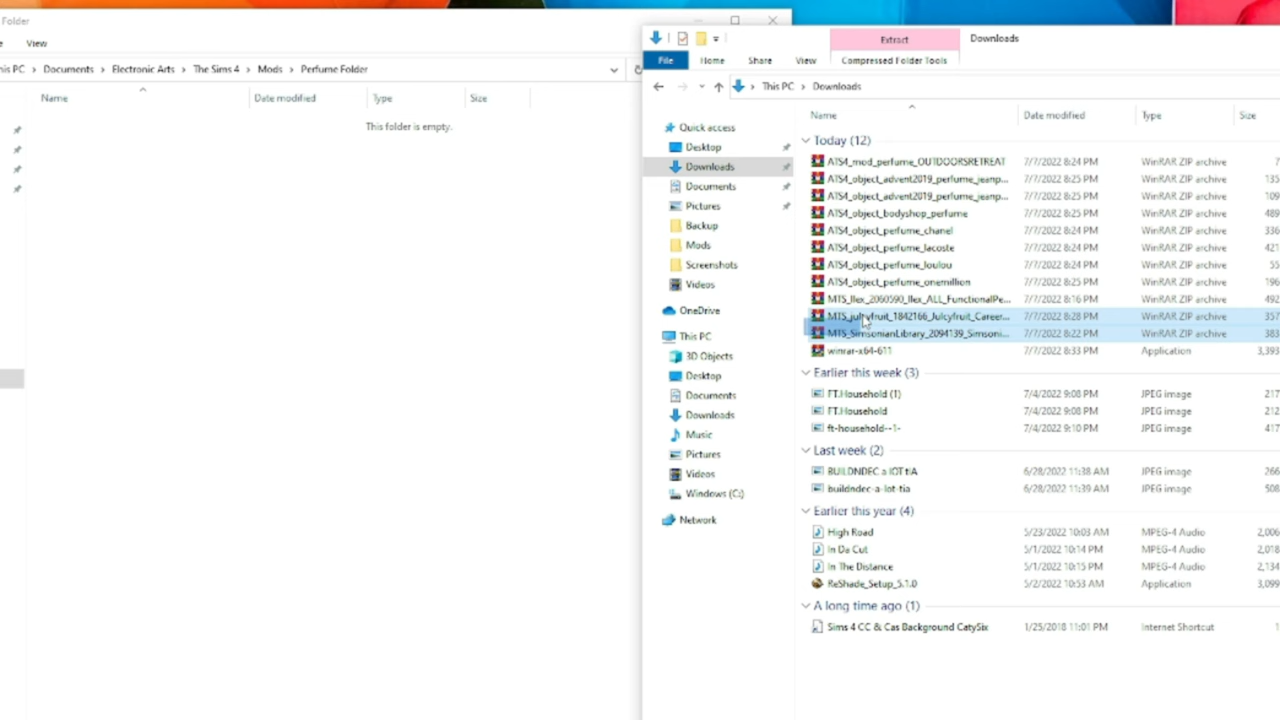 Folder
View
his PC > Documents > Electronic Arts > The Sims 4 > Mods > Perfume Folder
Name Date modified Type Size
This folder is empty.
Extract Downloads
File Home Share View Compressed Folder Tools
This PC > Downloads
Quick access
Desktop
Downloads
Documents
Pictures
Backup
Mods
Screenshots
Videos
OneDrive
This PC
3D Objects
Desktop
Documents
Downloads
Music
Pictures
Videos
Windows (C:)
Network
Name Date modified Type Size
Today (12)
ATS4_mod_perfume_OUTDOORSRETREAT 7/7/2022 8:24 PM WinRAR ZIP archive 7
ATS4_object_advent2019_perfume_jeanp... 7/7/2022 8:25 PM WinRAR ZIP archive 135
ATS4_object_advent2019_perfume_jeanp... 7/7/2022 8:25 PM WinRAR ZIP archive 109
ATS4_object_bodyshop_perfume 7/7/2022 8:25 PM WinRAR ZIP archive 489
ATS4_object_perfume_chanel 7/7/2022 8:24 PM WinRAR ZIP archive 336
ATS4_object_perfume_lacoste 7/7/2022 8:24 PM WinRAR ZIP archive 421
ATS4_object_perfume_loulou 7/7/2022 8:24 PM WinRAR ZIP archive 55
ATS4_object_perfume_onemillion 7/7/2022 8:25 PM WinRAR ZIP archive 196
MTS_Ilex_2060590_Ilex_ALL_FunctionalPe... 7/7/2022 8:16 PM WinRAR ZIP archive 492
MTS_juicyfruit_1842166_Juicyfruit_Career... 7/7/2022 8:28 PM WinRAR ZIP archive 357
MTS_SimsonianLibrary_2094139_Simsoni... 7/7/2022 8:22 PM WinRAR ZIP archive 383
winrar-x64-611 7/7/2022 8:33 PM Application 3,393
Earlier this week (3)
FT.Household (1) 7/4/2022 9:08 PM JPEG image 217
FT.Household 7/4/2022 9:08 PM JPEG image 212
ft-household--1- 7/4/2022 9:10 PM JPEG image 417
Last week (2)
BUILDNDEC a lOT tIA 6/28/2022 11:38 AM JPEG image 266
buildndec-a-lot-tia 6/28/2022 11:39 AM JPEG image 508
Earlier this year (4)
High Road 5/23/2022 10:03 AM MPEG-4 Audio 2,006
In Da Cut 5/1/2022 10:14 PM MPEG-4 Audio 2,018
In The Distance 5/1/2022 10:15 PM MPEG-4 Audio 2,134
ReShade_Setup_5.1.0 5/2/2022 10:53 AM Application 3,099
A long time ago (1)
Sims 4 CC & Cas Background CatySix 1/25/2018 11:01 PM Internet Shortcut 1